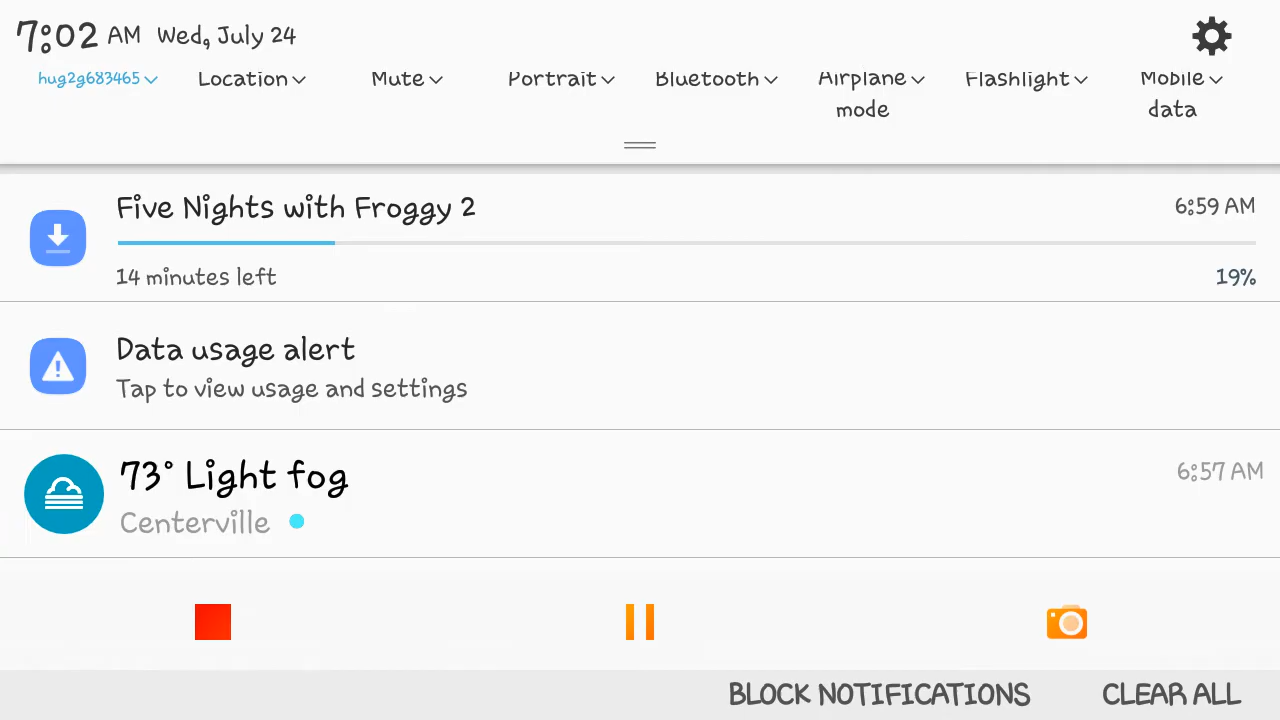 7:02 AM Wed, July 24
hug2g683465 Location Mute Portrait Bluetooth Airplane mode Flashlight Mobile data
Five Nights with Froggy 2 6:59 AM
14 minutes left 19%
Data usage alert
Tap to view usage and settings
73° Light fog 6:57 AM
Centerville
BLOCK NOTIFICATIONS CLEAR ALL